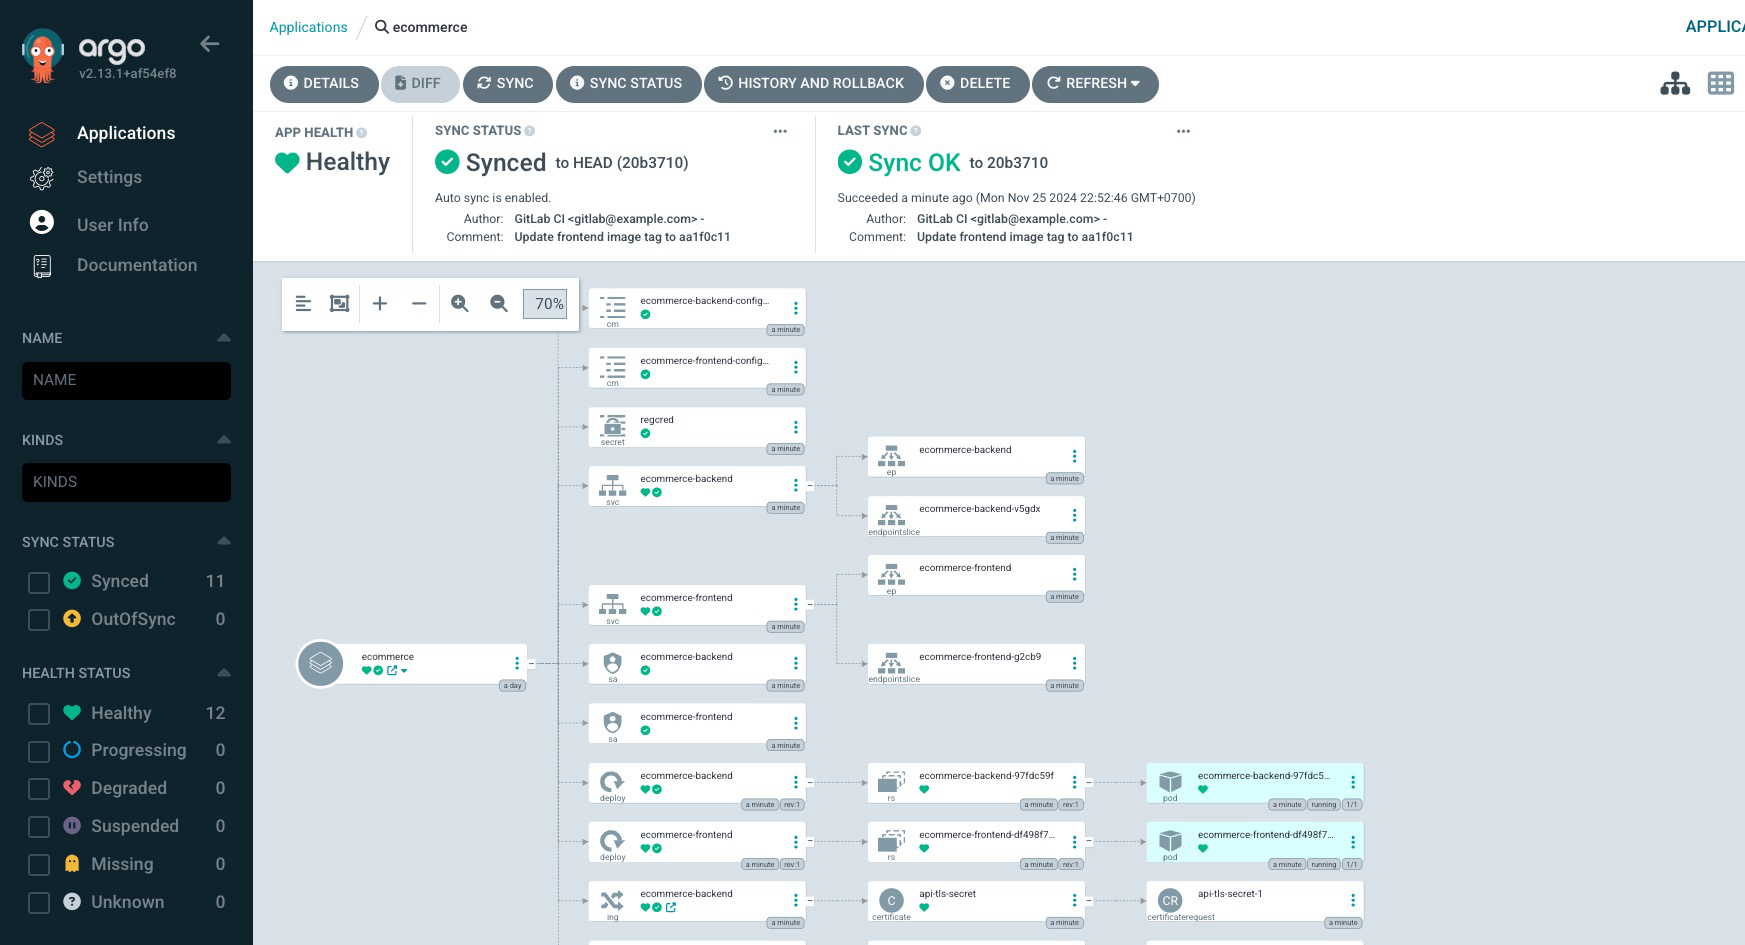 argo
v2.13.1+af54ef8
Applications
Settings
User Info
Documentation
NAME
NAME
KINDS
KINDS
SYNC STATUS
Synced 11
OutOfSync 0
HEALTH STATUS
Healthy 12
Progressing 0
Degraded 0
Suspended 0
Missing 0
Unknown 0
Applications / ecommerce
APPLICA
DETAILS DIFF SYNC SYNC STATUS HISTORY AND ROLLBACK DELETE REFRESH
APP HEALTH
Healthy
SYNC STATUS
Synced to HEAD (20b3710)
Auto sync is enabled.
Author: GitLab CI <gitlab@example.com> -
Comment: Update frontend image tag to aa1f0c11
LAST SYNC
Sync OK to 20b3710
Succeeded a minute ago (Mon Nov 25 2024 22:52:46 GMT+0700)
Author: GitLab CI <gitlab@example.com> -
Comment: Update frontend image tag to aa1f0c11
70%
ecommerce
a day
ecommerce-backend-config...
cm
a minute
ecommerce-frontend-config...
cm
a minute
regcred
secret
a minute
ecommerce-backend
svc
a minute
ecommerce-backend
ep
a minute
ecommerce-backend-v5gdx
endpointslice
a minute
ecommerce-frontend
svc
a minute
ecommerce-frontend
ep
a minute
ecommerce-frontend-g2cb9
endpointslice
a minute
ecommerce-backend
sa
a minute
ecommerce-frontend
sa
a minute
ecommerce-backend
deploy
a minute rev:1
ecommerce-backend-97fdc59f
rs
a minute rev:1
ecommerce-backend-97fdc5...
pod
a minute running 1/1
ecommerce-frontend
deploy
a minute rev:1
ecommerce-frontend-df498f7...
rs
a minute rev:1
ecommerce-frontend-df498f7...
pod
a minute running 1/1
ecommerce-backend
ing
a minute
api-tls-secret
C
certificate
a minute
api-tls-secret-1
CR
certificaterequest
a minute